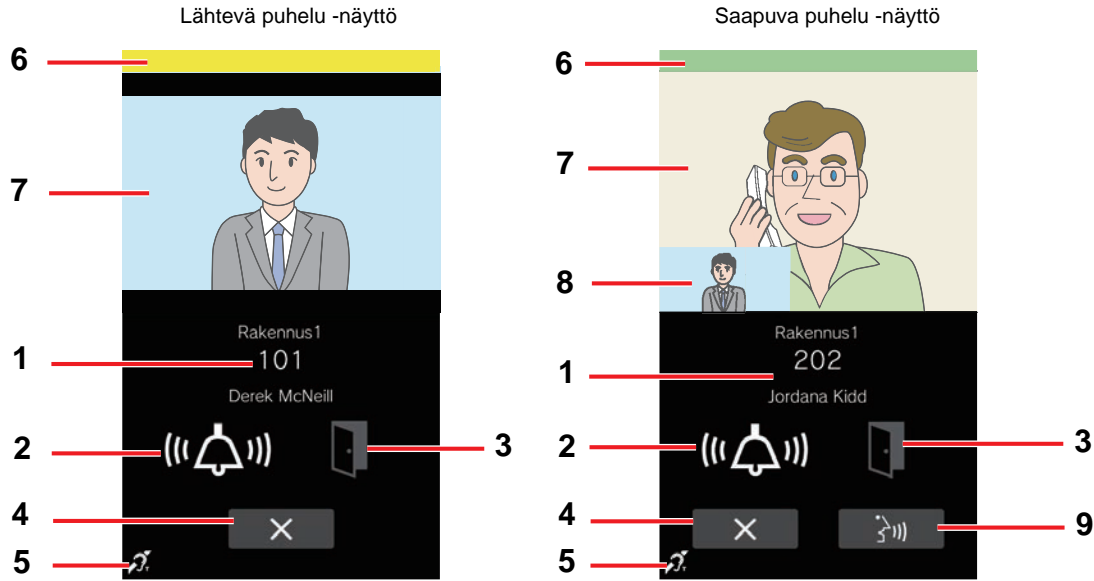 Lähtevä puhelu -näyttö
6
7
Rakennus1
1
101
Derek McNeill
2
3
4
5
T
Saapuva puhelu -näyttö
6
7
8
Rakennus1
1
202
Jordana Kidd
2
3
4
9
5
T